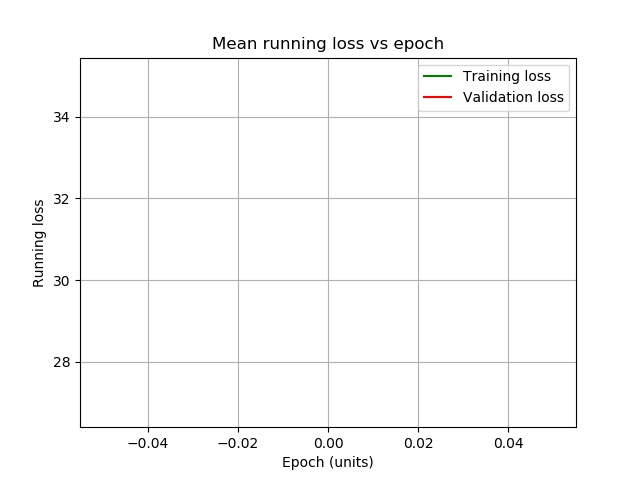 Mean running loss vs epoch
Training loss
Validation loss
34
32
30
28
Running loss
−0.04 −0.02 0.00 0.02 0.04
Epoch (units)